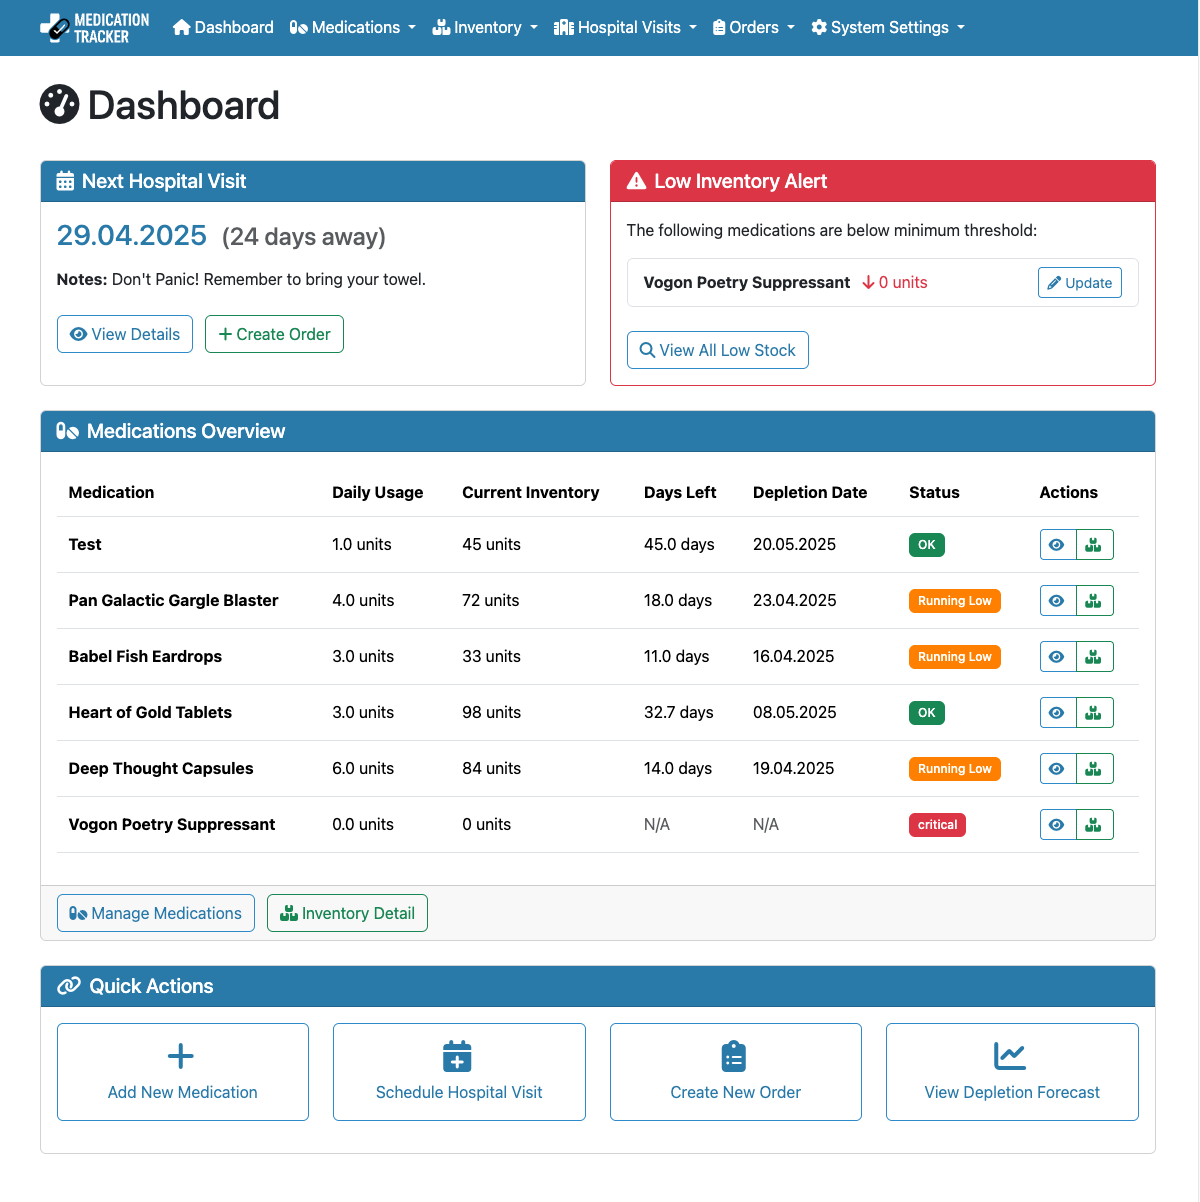 MEDICATION
TRACKER
Dashboard Medications Inventory Hospital Visits Orders System Settings
Dashboard
Next Hospital Visit
29.04.2025 (24 days away)
Notes: Don't Panic! Remember to bring your towel.
View Details Create Order
Low Inventory Alert
The following medications are below minimum threshold:
Vogon Poetry Suppressant 0 units Update
View All Low Stock
Medications Overview
Medication Daily Usage Current Inventory Days Left Depletion Date Status Actions
Test 1.0 units 45 units 45.0 days 20.05.2025 OK
Pan Galactic Gargle Blaster 4.0 units 72 units 18.0 days 23.04.2025 Running Low
Babel Fish Eardrops 3.0 units 33 units 11.0 days 16.04.2025 Running Low
Heart of Gold Tablets 3.0 units 98 units 32.7 days 08.05.2025 OK
Deep Thought Capsules 6.0 units 84 units 14.0 days 19.04.2025 Running Low
Vogon Poetry Suppressant 0.0 units 0 units N/A N/A critical
Manage Medications Inventory Detail
Quick Actions
Add New Medication Schedule Hospital Visit Create New Order View Depletion Forecast